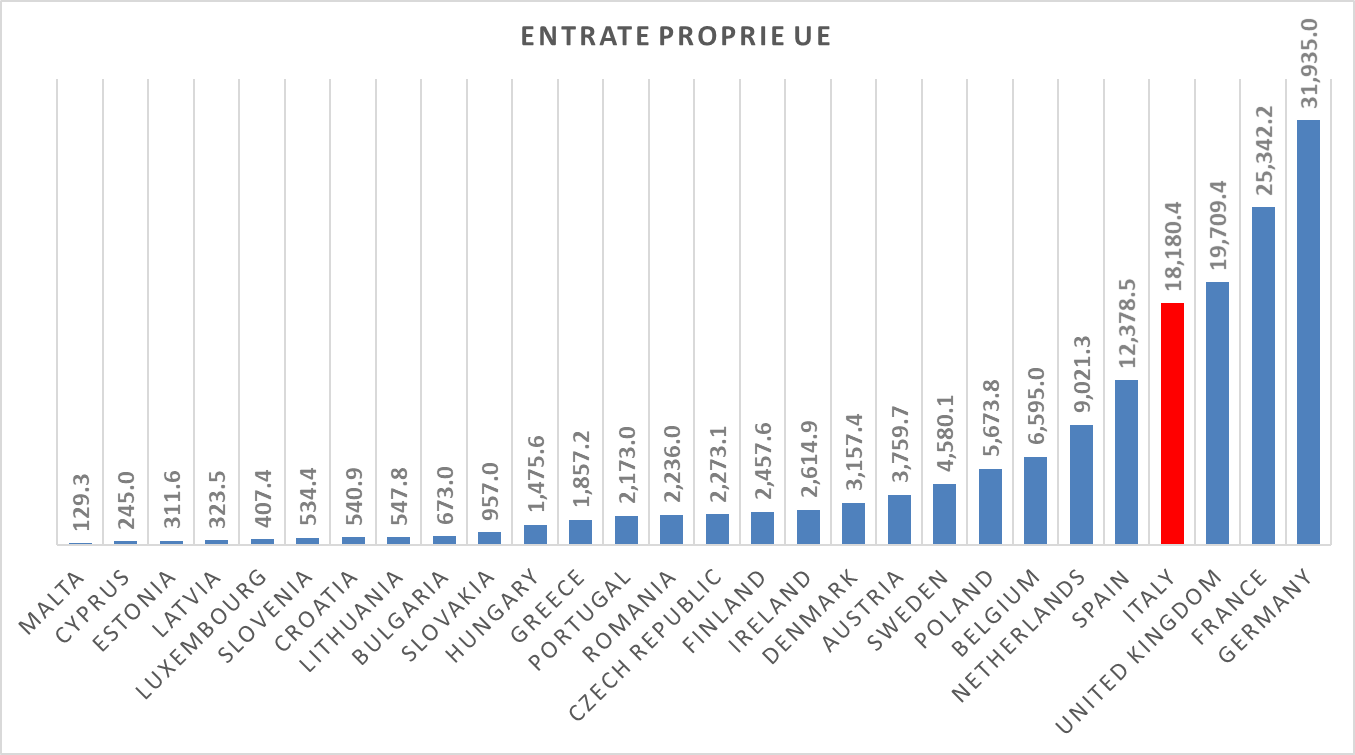 ENTRATE PROPRIE UE
129.3
245.0
311.6
323.5
407.4
534.4
540.9
547.8
673.0
957.0
1,475.6
1,857.2
2,173.0
2,236.0
2,273.1
2,457.6
2,614.9
3,157.4
3,759.7
4,580.1
5,673.8
6,595.0
9,021.3
12,378.5
18,180.4
19,709.4
25,342.2
31,935.0
MALTA
CYPRUS
ESTONIA
LATVIA
LUXEMBOURG
SLOVENIA
CROATIA
LITHUANIA
BULGARIA
SLOVAKIA
HUNGARY
GREECE
PORTUGAL
ROMANIA
CZECH REPUBLIC
FINLAND
IRELAND
DENMARK
AUSTRIA
SWEDEN
POLAND
BELGIUM
NETHERLANDS
SPAIN
ITALY
UNITED KINGDOM
FRANCE
GERMANY